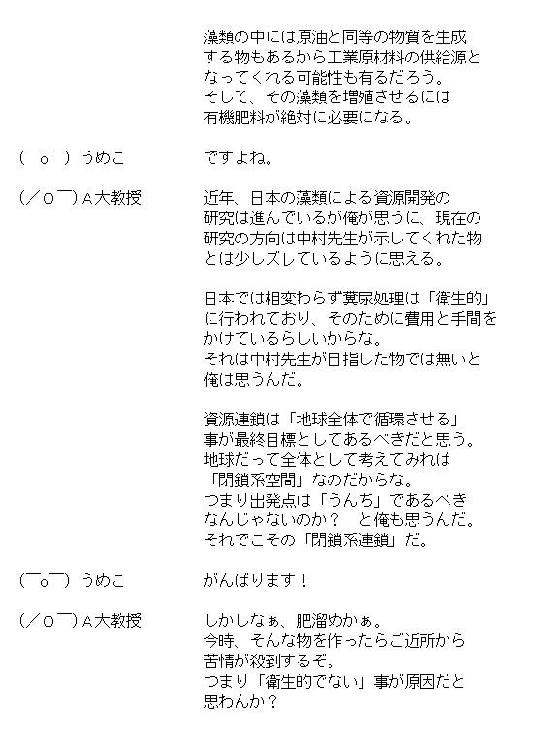 藻類の中には原油と同等の物質を生成
する物もあるから工業原材料の供給源と
なってくれる可能性も有るだろう。
そして、その藻類を増殖させるには
有機肥料が絶対に必要になる。
(　o　) うめこ　ですよね。
(／０￣) Ａ大教授　近年、日本の藻類による資源開発の
研究は進んでいるが俺が思うに、現在の
研究の方向は中村先生が示してくれた物
とは少しズレしているように思える。
日本では相変わらず糞尿処理は「衛生的」
に行われており、そのために費用と手間を
かけているらしいからな。
それは中村先生が目指した物では無いと
俺は思うんだ。
資源連鎖は「地球全体で循環させる」
事が最終目標としてあるべきだと思う。
地球だって全体として考えてみれは
「閉鎖系空間」なのだからな。
つまり出発点は「うんち」であるべき
なんじゃないのか？　と俺も思うんだ。
それでこその「閉鎖系連鎖」だ。
(￣o￣) うめこ　がんばります！
(／０￣) Ａ大教授　しかしなぁ、肥溜めかぁ。
今時、そんな物を作ったらご近所から
苦情が殺到するぞ。
つまり「衛生的でない」事が原因だと
思わんか？